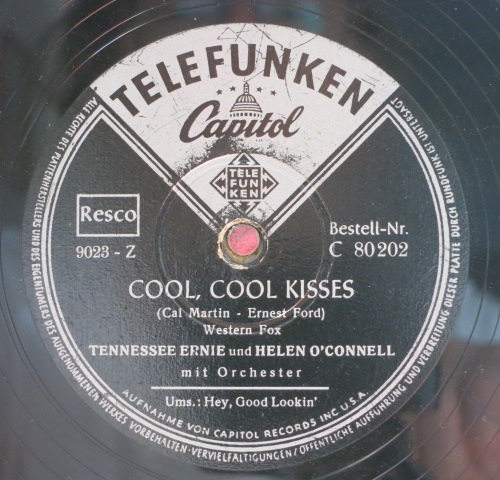 TELEFUNKEN
Capitol
TELE
FUN
KEN
Resco
9023 - Z
Bestell-Nr.
C 80202
COOL, COOL KISSES
(Cal Martin - Ernest Ford)
Western Fox
TENNESSEE ERNIE und HELEN O'CONNELL
mit Orchester
Ums.: Hey, Good Lookin'
AUFNAHME VON CAPITOL RECORDS INC U.S.A.
ALLE RECHTE DES PLATTENHERSTELLERS UND DES EIGENTÜMERS DES AUFGENOMMENEN WERKES VORBEHALTEN · VERVIELFÄLTIGUNGEN / ÖFFENTLICHE AUFFÜHRUNG UND VERBREITUNG DIESER PLATTE DURCH RUNDFUNK IST UNTERSAGT